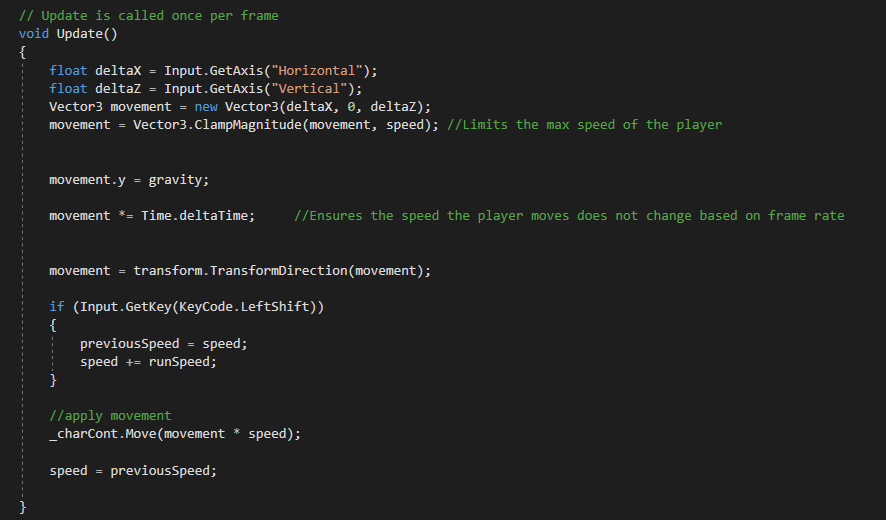 // Update is called once per frame
void Update()
{
float deltaX = Input.GetAxis("Horizontal");
float deltaZ = Input.GetAxis("Vertical");
Vector3 movement = new Vector3(deltaX, 0, deltaZ);
movement = Vector3.ClampMagnitude(movement, speed); //Limits the max speed of the player
movement.y = gravity;
movement *= Time.deltaTime;     //Ensures the speed the player moves does not change based on frame rate
movement = transform.TransformDirection(movement);
if (Input.GetKey(KeyCode.LeftShift))
{
previousSpeed = speed;
speed += runSpeed;
}
//apply movement
_charCont.Move(movement * speed);
speed = previousSpeed;
}